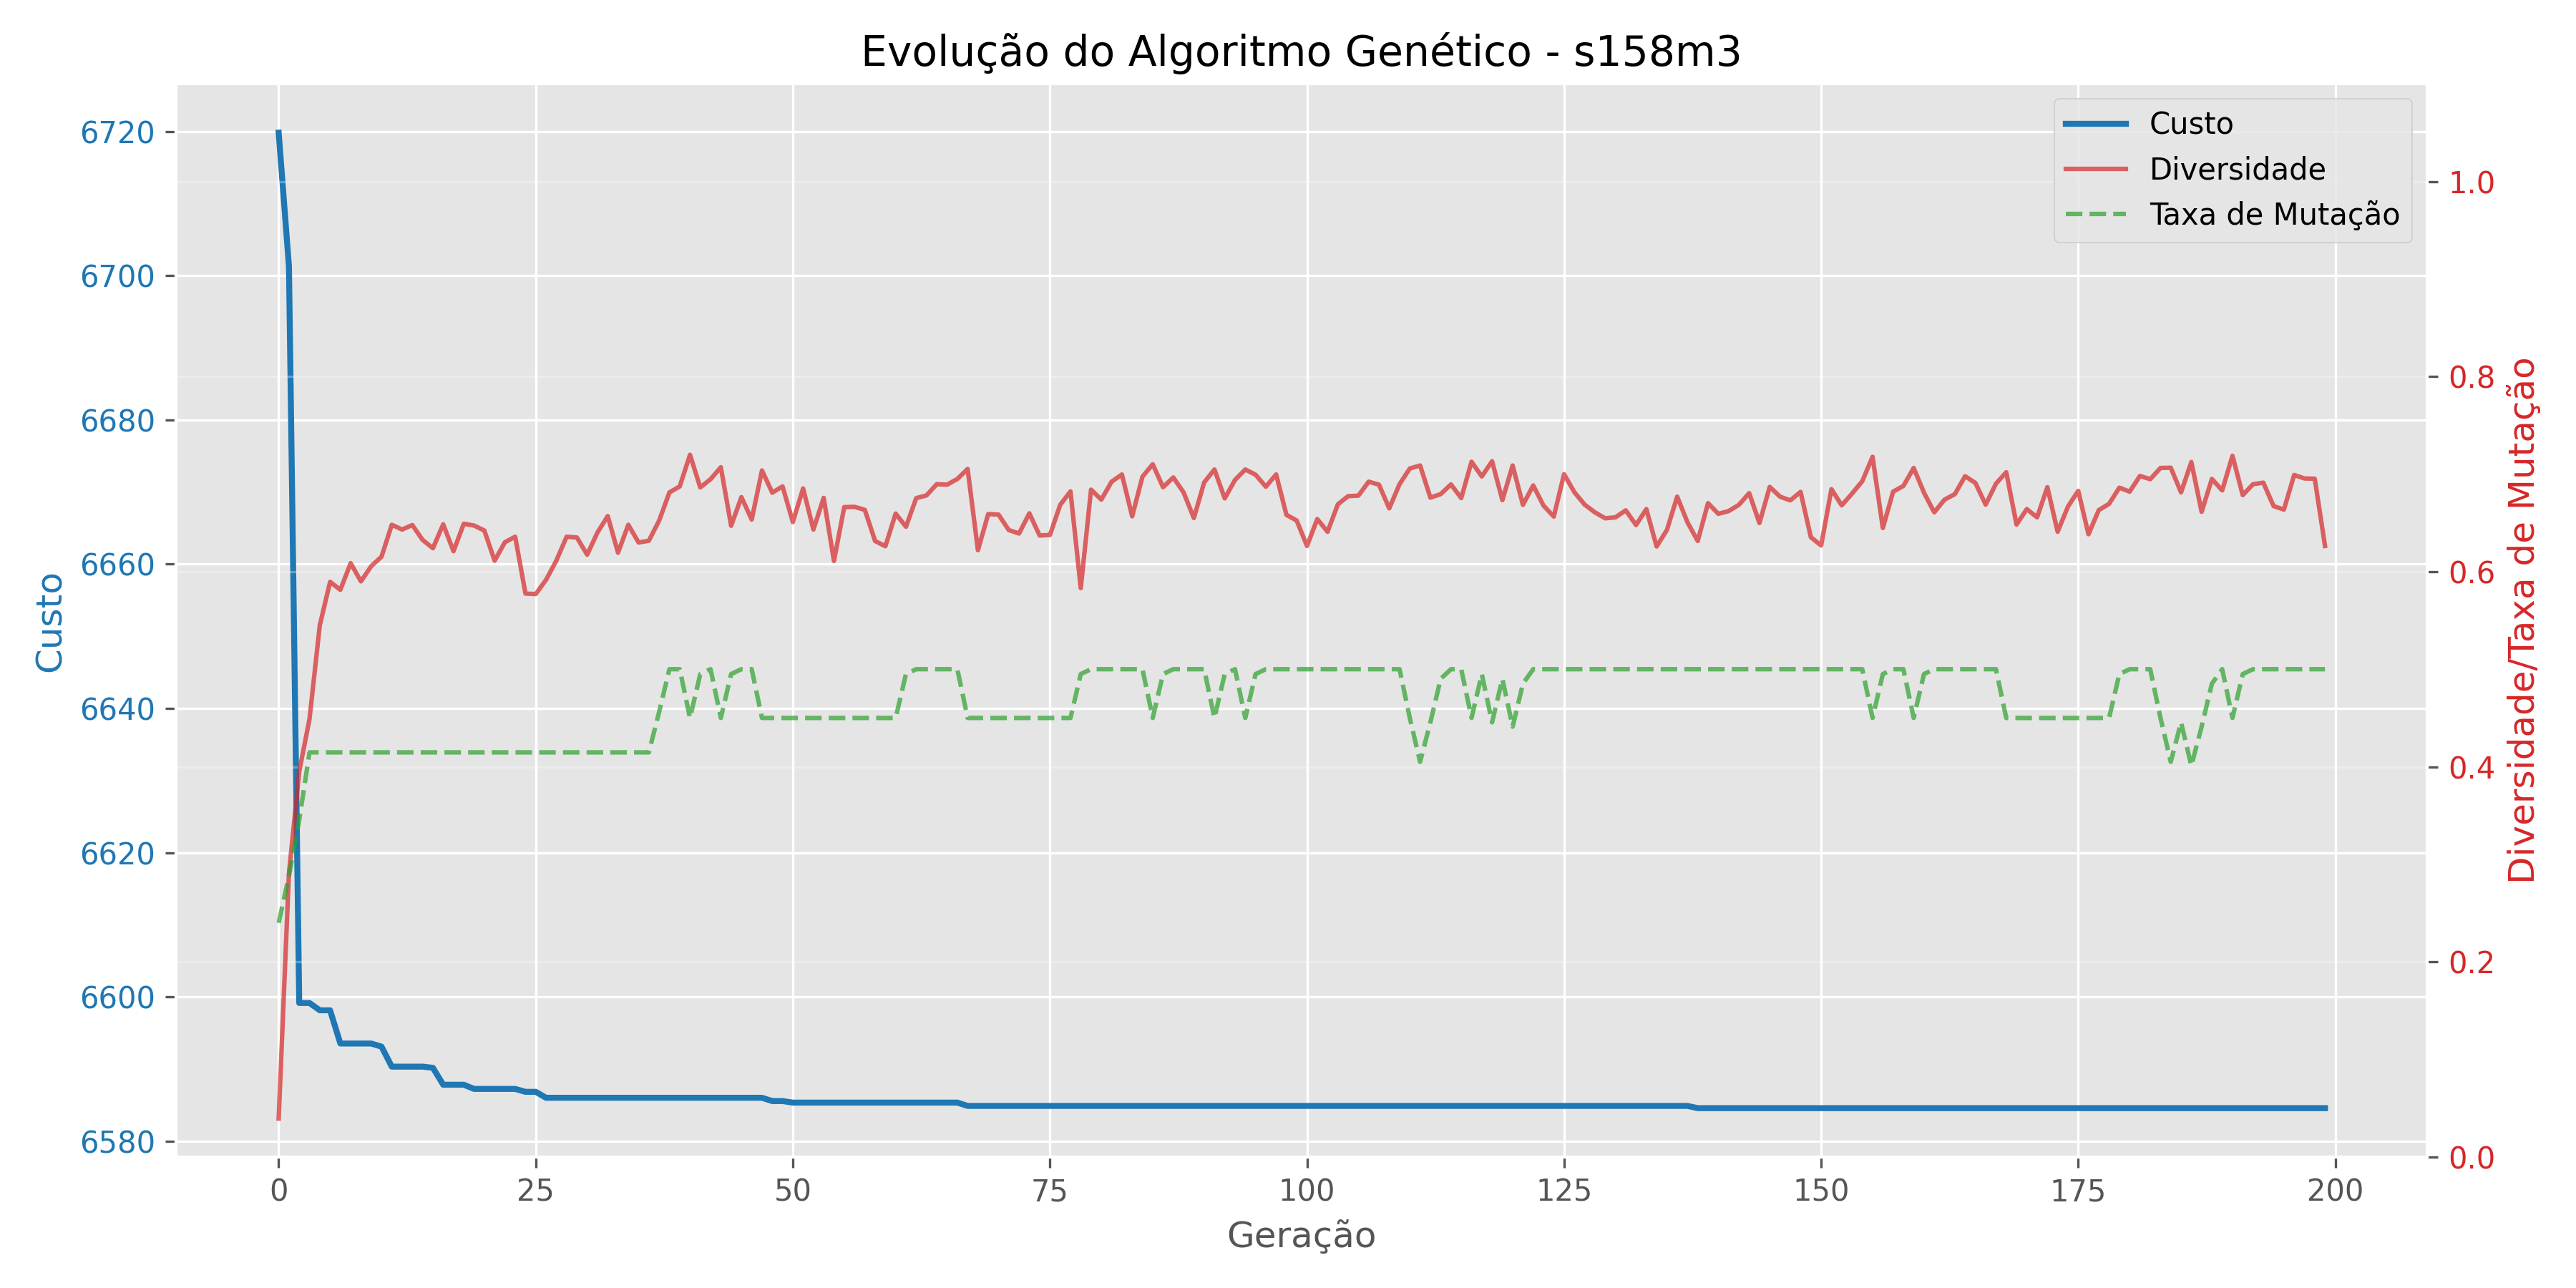 Evolução do Algoritmo Genético - s158m3
Custo
Diversidade
Taxa de Mutação
6720
6700
6680
6660
6640
6620
6600
6580
Custo
1.0
0.8
0.6
0.4
0.2
0.0
Diversidade/Taxa de Mutação
0 25 50 75 100 125 150 175 200
Geração